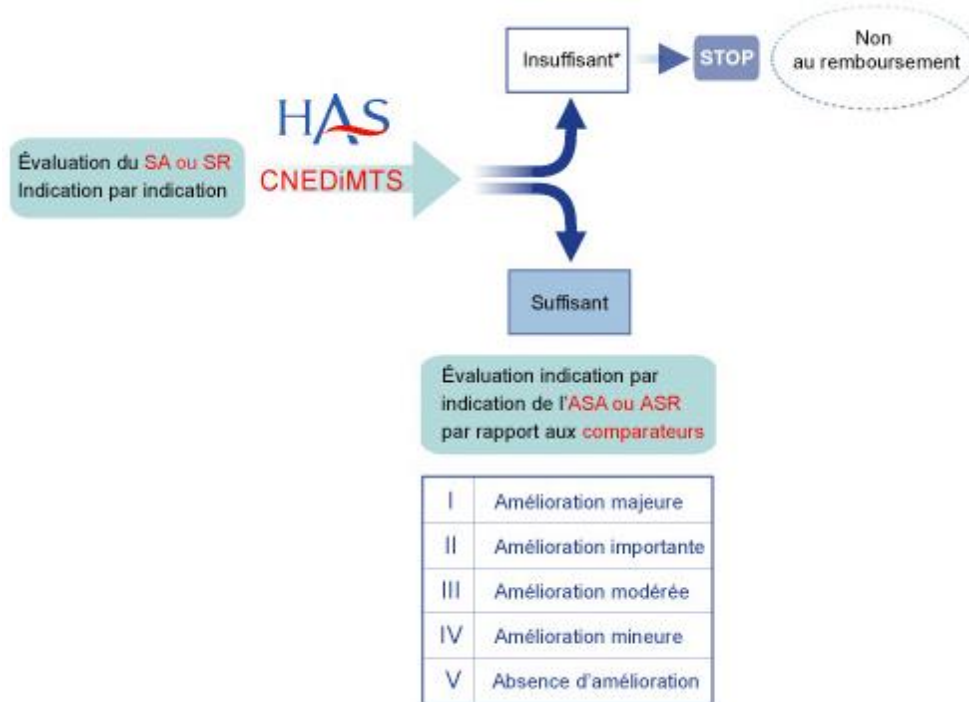 Évaluation du SA ou SR
Indication par indication
HAS
CNEDiMTS
Insuffisant*
STOP
Non
au remboursement
Suffisant
Évaluation indication par
indication de l'ASA ou ASR
par rapport aux comparateurs
I Amélioration majeure
II Amélioration importante
III Amélioration modérée
IV Amélioration mineure
V Absence d'amélioration